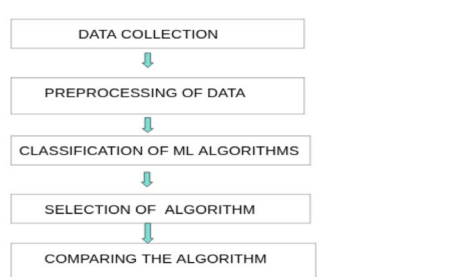 DATA COLLECTION
PREPROCESSING OF DATA
CLASSIFICATION OF ML ALGORITHMS
SELECTION OF ALGORITHM
COMPARING THE ALGORITHM